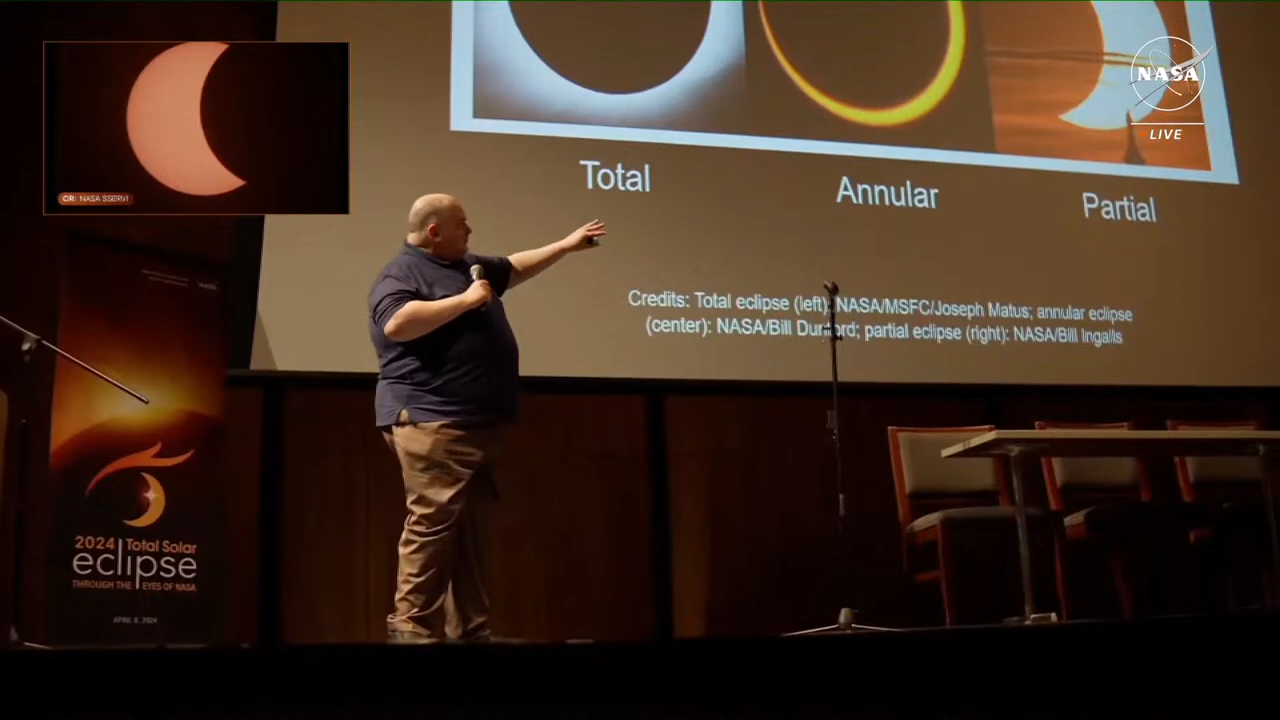 NASA
LIVE
CR: NASA SSERVI
Total
Annular
Partial
Credits: Total eclipse (left): NASA/MSFC/Joseph Matus; annular eclipse
(center): NASA/Bill Dunford; partial eclipse (right): NASA/Bill Ingalls
2024 Total Solar
eclipse
THROUGH THE EYES OF NASA
APRIL 8, 2024